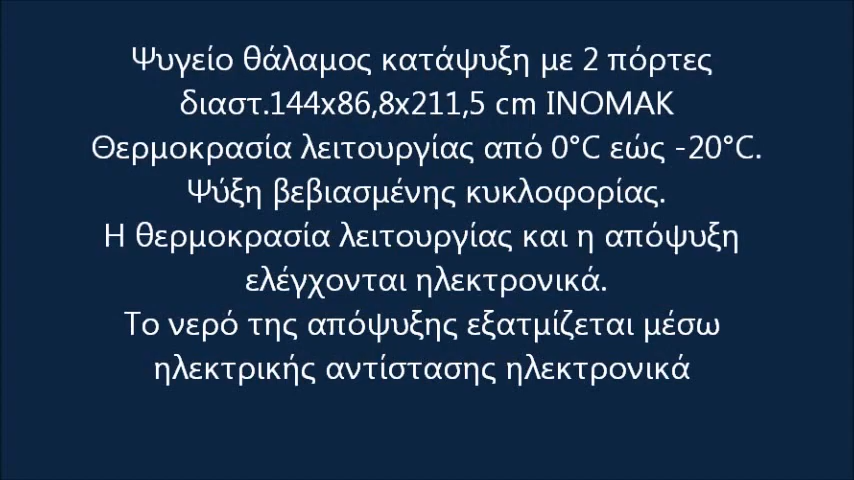 Ψυγείο θάλαμος κατάψυξη με 2 πόρτες
διαστ.144x86,8x211,5 cm INOMAK
Θερμοκρασία λειτουργίας από 0°C εώς -20°C.
Ψύξη βεβιασμένης κυκλοφορίας.
Η θερμοκρασία λειτουργίας και η απόψυξη
ελέγχονται ηλεκτρονικά.
Το νερό της απόψυξης εξατμίζεται μέσω
ηλεκτρικής αντίστασης ηλεκτρονικά